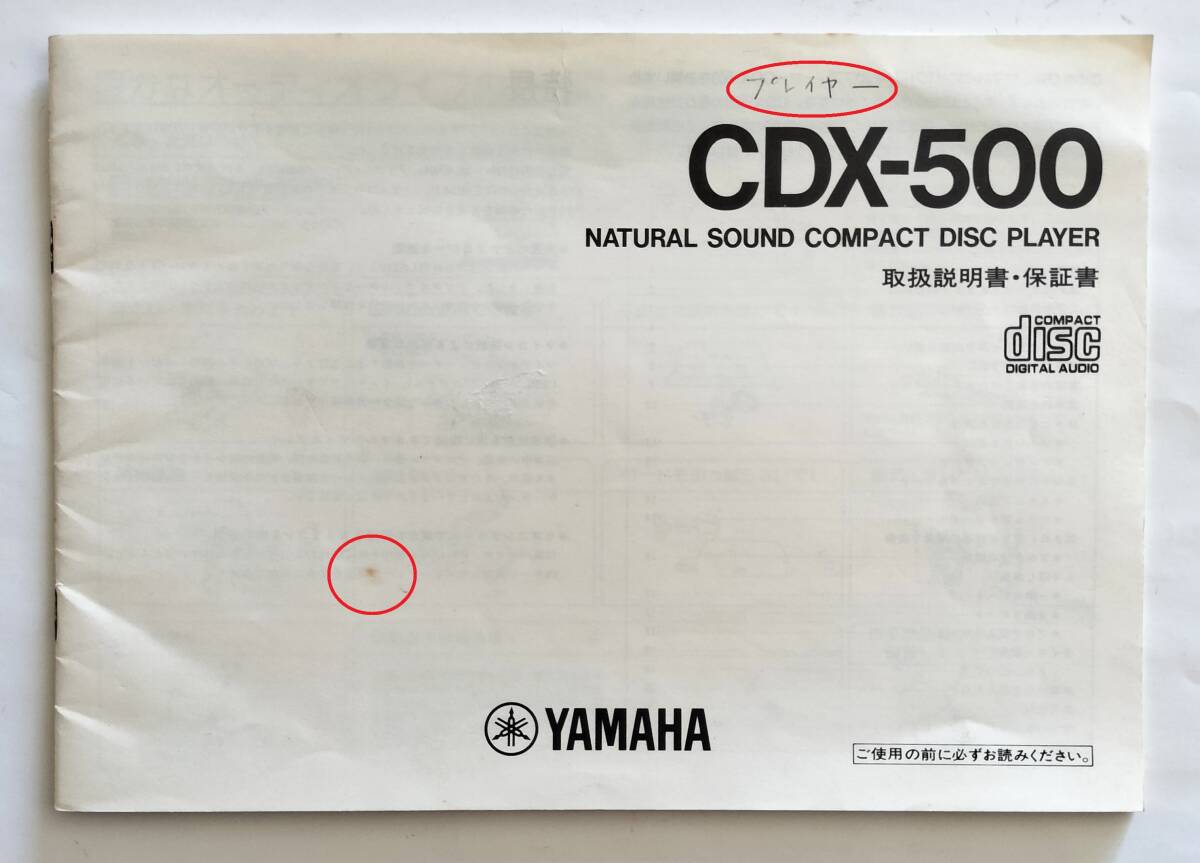 プレイヤー
CDX-500
NATURAL SOUND COMPACT DISC PLAYER
取扱説明書・保証書
COMPACT
disc
DIGITAL AUDIO
YAMAHA
ご使用の前に必ずお読みください。